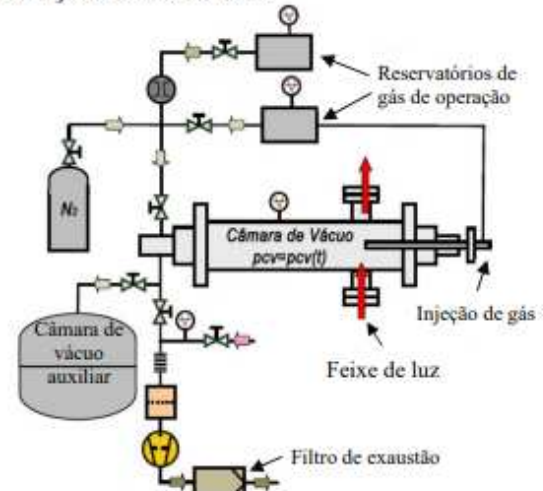 Reservatórios de
gás de operação
N₂
Câmara de Vácuo
pcv=pcv(t)
Injeção de gás
Câmara de
vácuo
auxiliar
Feixe de luz
Filtro de exaustão